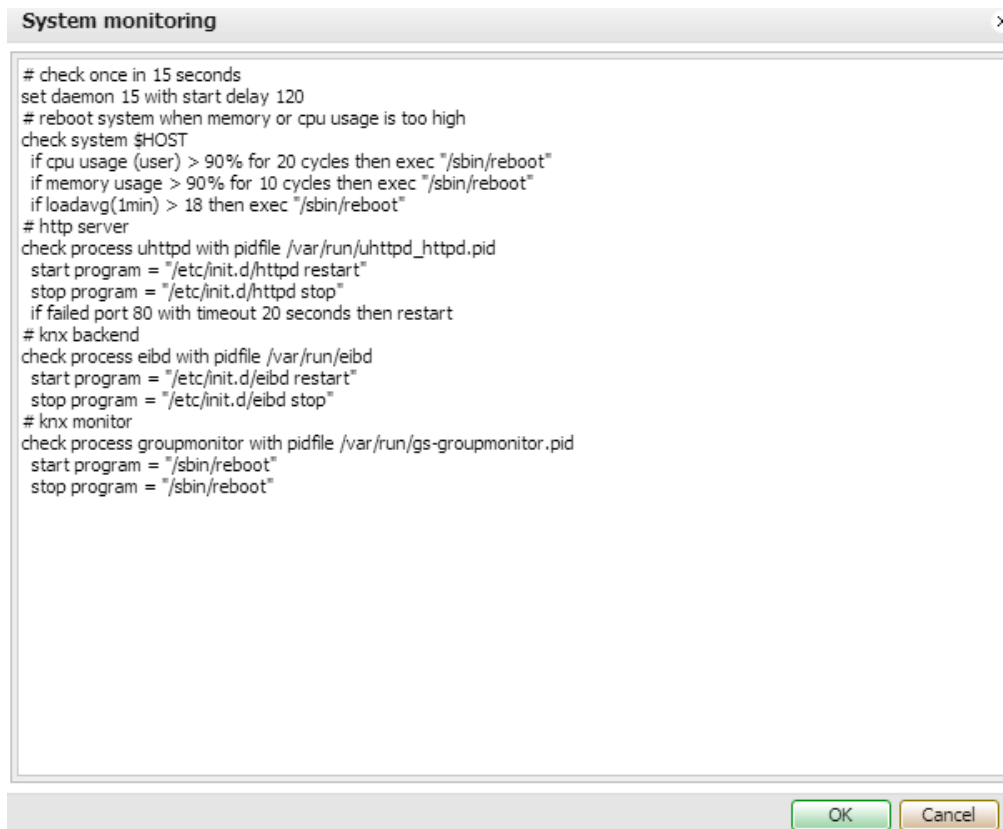 System monitoring
# check once in 15 seconds
set daemon 15 with start delay 120
# reboot system when memory or cpu usage is too high
check system $HOST
if cpu usage (user) > 90% for 20 cycles then exec "/sbin/reboot"
if memory usage > 90% for 10 cycles then exec "/sbin/reboot"
if loadavg(1min) > 18 then exec "/sbin/reboot"
# http server
check process uhttpd with pidfile /var/run/uhttpd_httpd.pid
start program = "/etc/init.d/httpd restart"
stop program = "/etc/init.d/httpd stop"
if failed port 80 with timeout 20 seconds then restart
# knx backend
check process eibd with pidfile /var/run/eibd
start program = "/etc/init.d/eibd restart"
stop program = "/etc/init.d/eibd stop"
# knx monitor
check process groupmonitor with pidfile /var/run/gs-groupmonitor.pid
start program = "/sbin/reboot"
stop program = "/sbin/reboot"
OK Cancel